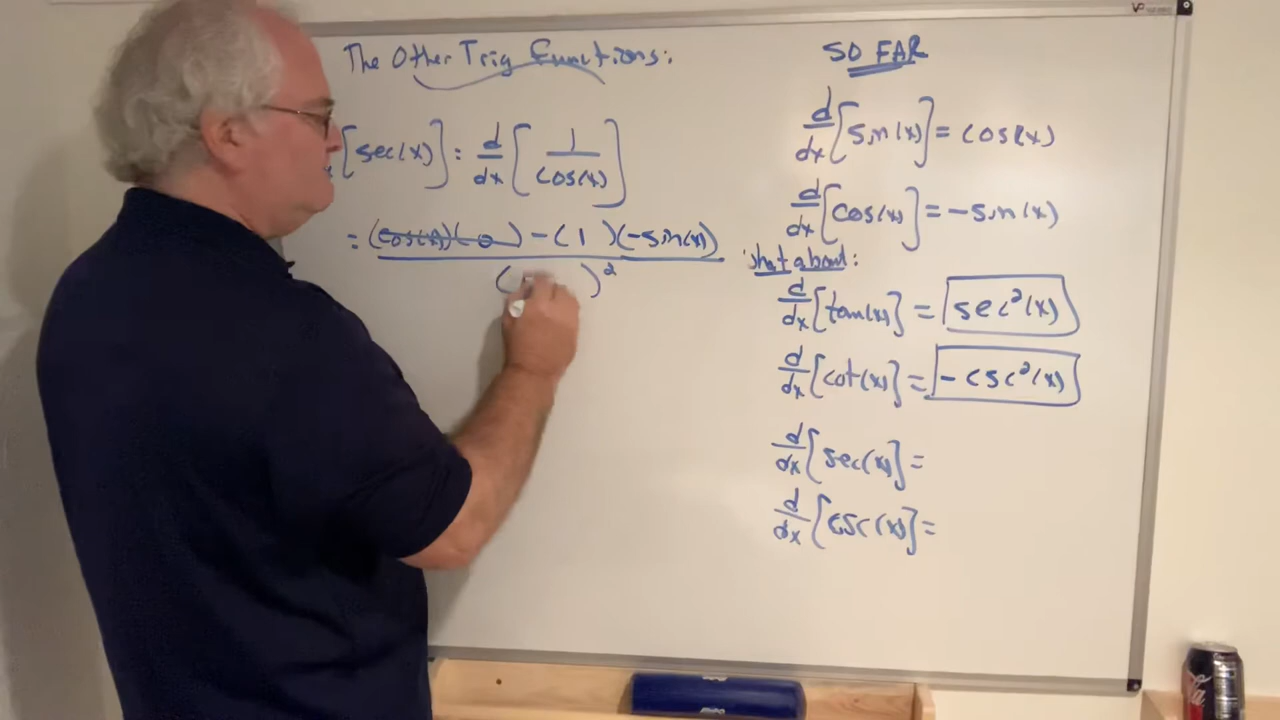 The Other Trig Functions:
[sec(x)] = d/dx [1/cos(x)]
= (cos(x))(0) - (1)(-sin(x))
( )²
SO FAR
d/dx [sin(x)] = cos(x)
d/dx [cos(x)] = -sin(x)
what about:
d/dx [tan(x)] = sec²(x)
d/dx [cot(x)] = -csc²(x)
d/dx [sec(x)] =
d/dx [csc(x)] =